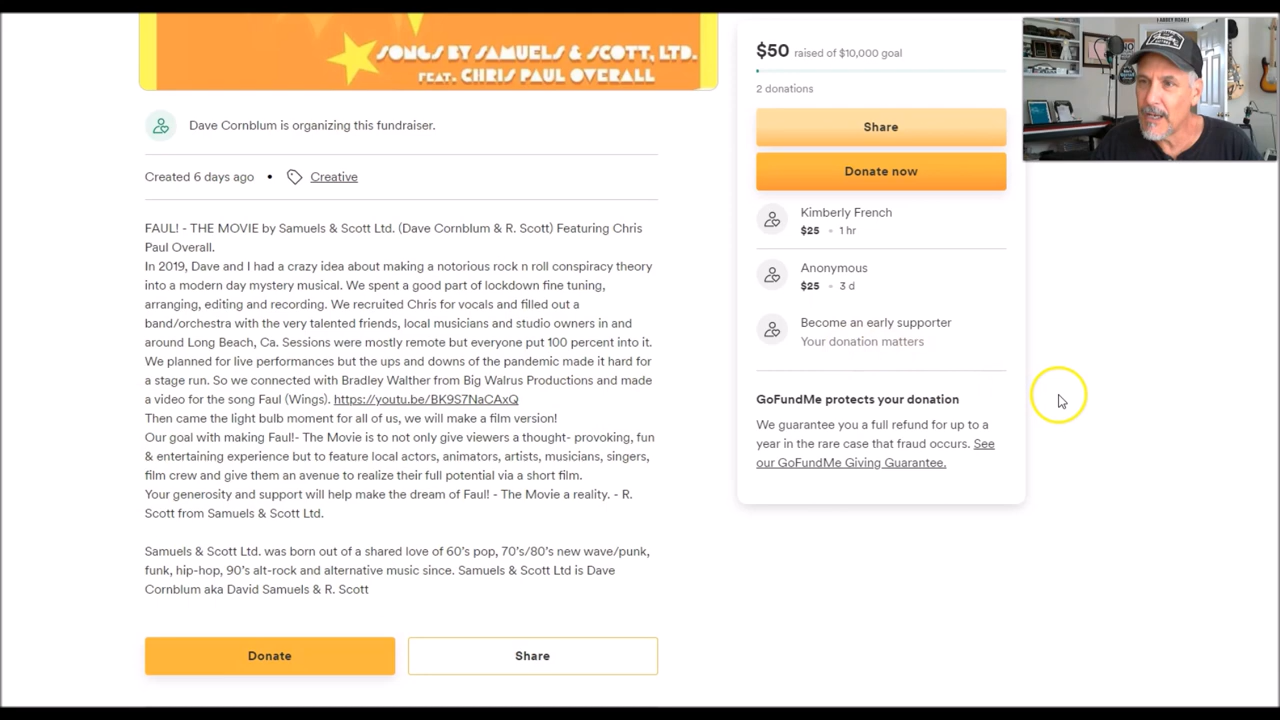 SONGS BY SAMUELS & SCOTT, LTD.
FEAT. CHRIS PAUL OVERALL
Dave Cornblum is organizing this fundraiser.
Created 6 days ago • Creative
FAUL! - THE MOVIE by Samuels & Scott Ltd. (Dave Cornblum & R. Scott) Featuring Chris
Paul Overall.
In 2019, Dave and I had a crazy idea about making a notorious rock n roll conspiracy theory
into a modern day mystery musical. We spent a good part of lockdown fine tuning,
arranging, editing and recording. We recruited Chris for vocals and filled out a
band/orchestra with the very talented friends, local musicians and studio owners in and
around Long Beach, Ca. Sessions were mostly remote but everyone put 100 percent into it.
We planned for live performances but the ups and downs of the pandemic made it hard for
a stage run. So we connected with Bradley Walther from Big Walrus Productions and made
a video for the song Faul (Wings). https://youtu.be/BK9S7NaCAxQ
Then came the light bulb moment for all of us, we will make a film version!
Our goal with making Faul!- The Movie is to not only give viewers a thought- provoking, fun
& entertaining experience but to feature local actors, animators, artists, musicians, singers,
film crew and give them an avenue to realize their full potential via a short film.
Your generosity and support will help make the dream of Faul! - The Movie a reality. - R.
Scott from Samuels & Scott Ltd.
Samuels & Scott Ltd. was born out of a shared love of 60's pop, 70's/80's new wave/punk,
funk, hip-hop, 90's alt-rock and alternative music since. Samuels & Scott Ltd is Dave
Cornblum aka David Samuels & R. Scott
Donate
Share
$50 raised of $10,000 goal
2 donations
Share
Donate now
Kimberly French
$25 • 1 hr
Anonymous
$25 • 3 d
Become an early supporter
Your donation matters
GoFundMe protects your donation
We guarantee you a full refund for up to a
year in the rare case that fraud occurs. See
our GoFundMe Giving Guarantee.